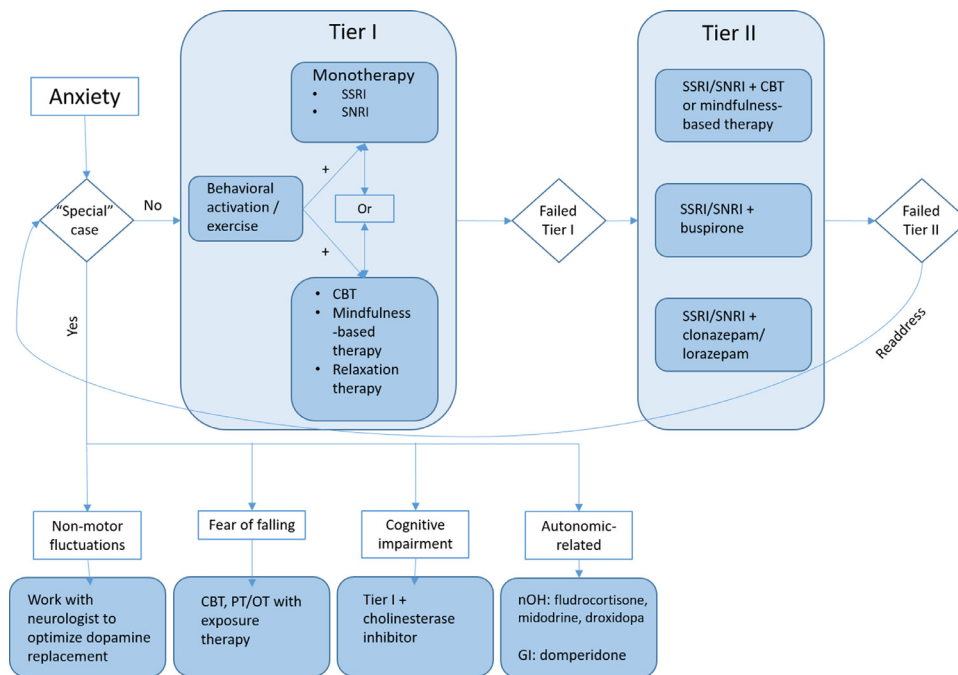 Tier I
Tier II
Anxiety
Monotherapy
• SSRI
• SNRI
SSRI/SNRI + CBT
or mindfulness-
based therapy
"Special"
case
No
Behavioral
activation /
exercise
+
Or
+
Failed
Tier I
SSRI/SNRI +
buspirone
Failed
Tier II
• CBT
• Mindfulness
-based
therapy
• Relaxation
therapy
SSRI/SNRI +
clonazepam/
lorazepam
Yes
Readdress
Non-motor
fluctuations
Fear of falling
Cognitive
impairment
Autonomic-
related
Work with
neurologist to
optimize dopamine
replacement
CBT, PT/OT with
exposure
therapy
Tier I +
cholinesterase
inhibitor
nOH: fludrocortisone,
midodrine, droxidopa
GI: domperidone